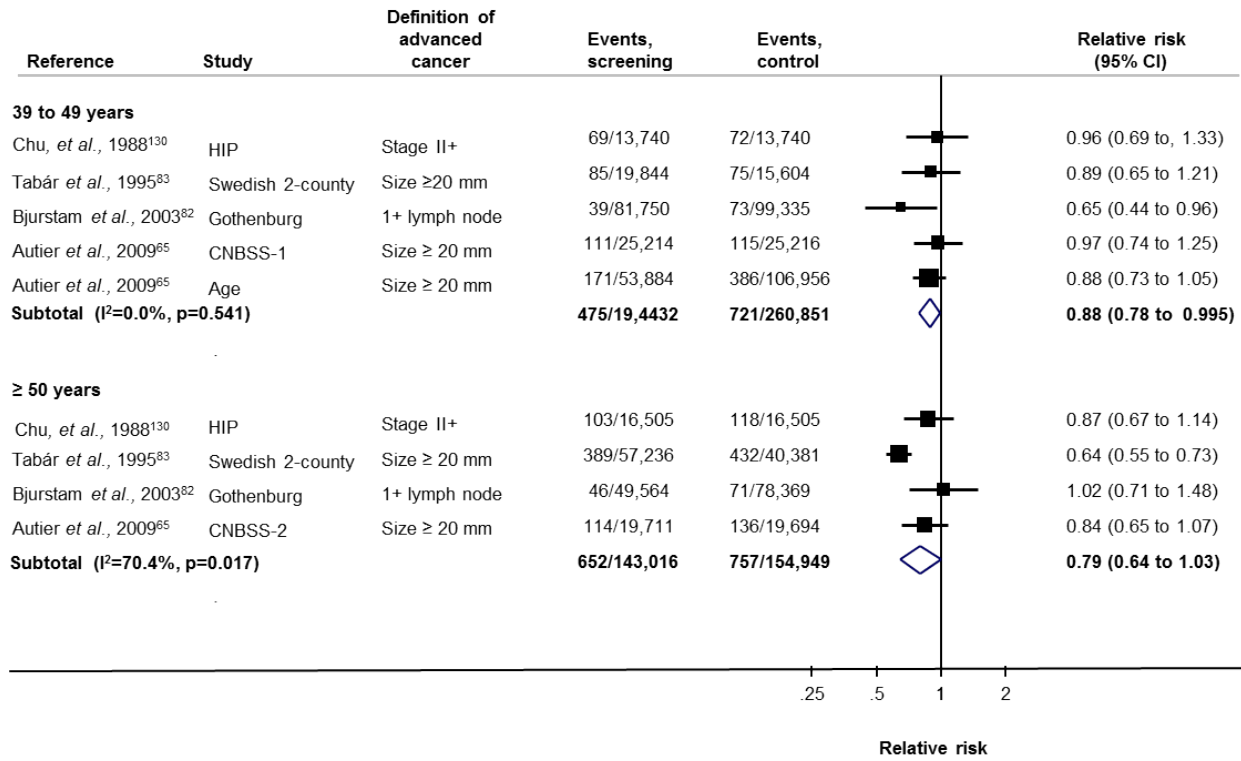 Reference Study Definition of advanced cancer Events, screening Events, control Relative risk (95% CI)
39 to 49 years
Chu, et al., 1988130 HIP Stage II+ 69/13,740 72/13,740 0.96 (0.69 to, 1.33)
Tabár et al., 199583 Swedish 2-county Size ≥20 mm 85/19,844 75/15,604 0.89 (0.65 to 1.21)
Bjurstam et al., 200382 Gothenburg 1+ lymph node 39/81,750 73/99,335 0.65 (0.44 to 0.96)
Autier et al., 200965 CNBSS-1 Size ≥ 20 mm 111/25,214 115/25,216 0.97 (0.74 to 1.25)
Autier et al., 200965 Age Size ≥ 20 mm 171/53,884 386/106,956 0.88 (0.73 to 1.05)
Subtotal (I2=0.0%, p=0.541) 475/19,4432 721/260,851 0.88 (0.78 to 0.995)
.
≥ 50 years
Chu, et al., 1988130 HIP Stage II+ 103/16,505 118/16,505 0.87 (0.67 to 1.14)
Tabár et al., 199583 Swedish 2-county Size ≥ 20 mm 389/57,236 432/40,381 0.64 (0.55 to 0.73)
Bjurstam et al., 200382 Gothenburg 1+ lymph node 46/49,564 71/78,369 1.02 (0.71 to 1.48)
Autier et al., 200965 CNBSS-2 Size ≥ 20 mm 114/19,711 136/19,694 0.84 (0.65 to 1.07)
Subtotal (I2=70.4%, p=0.017) 652/143,016 757/154,949 0.79 (0.64 to 1.03)
.
.25 .5 1 2
Relative risk